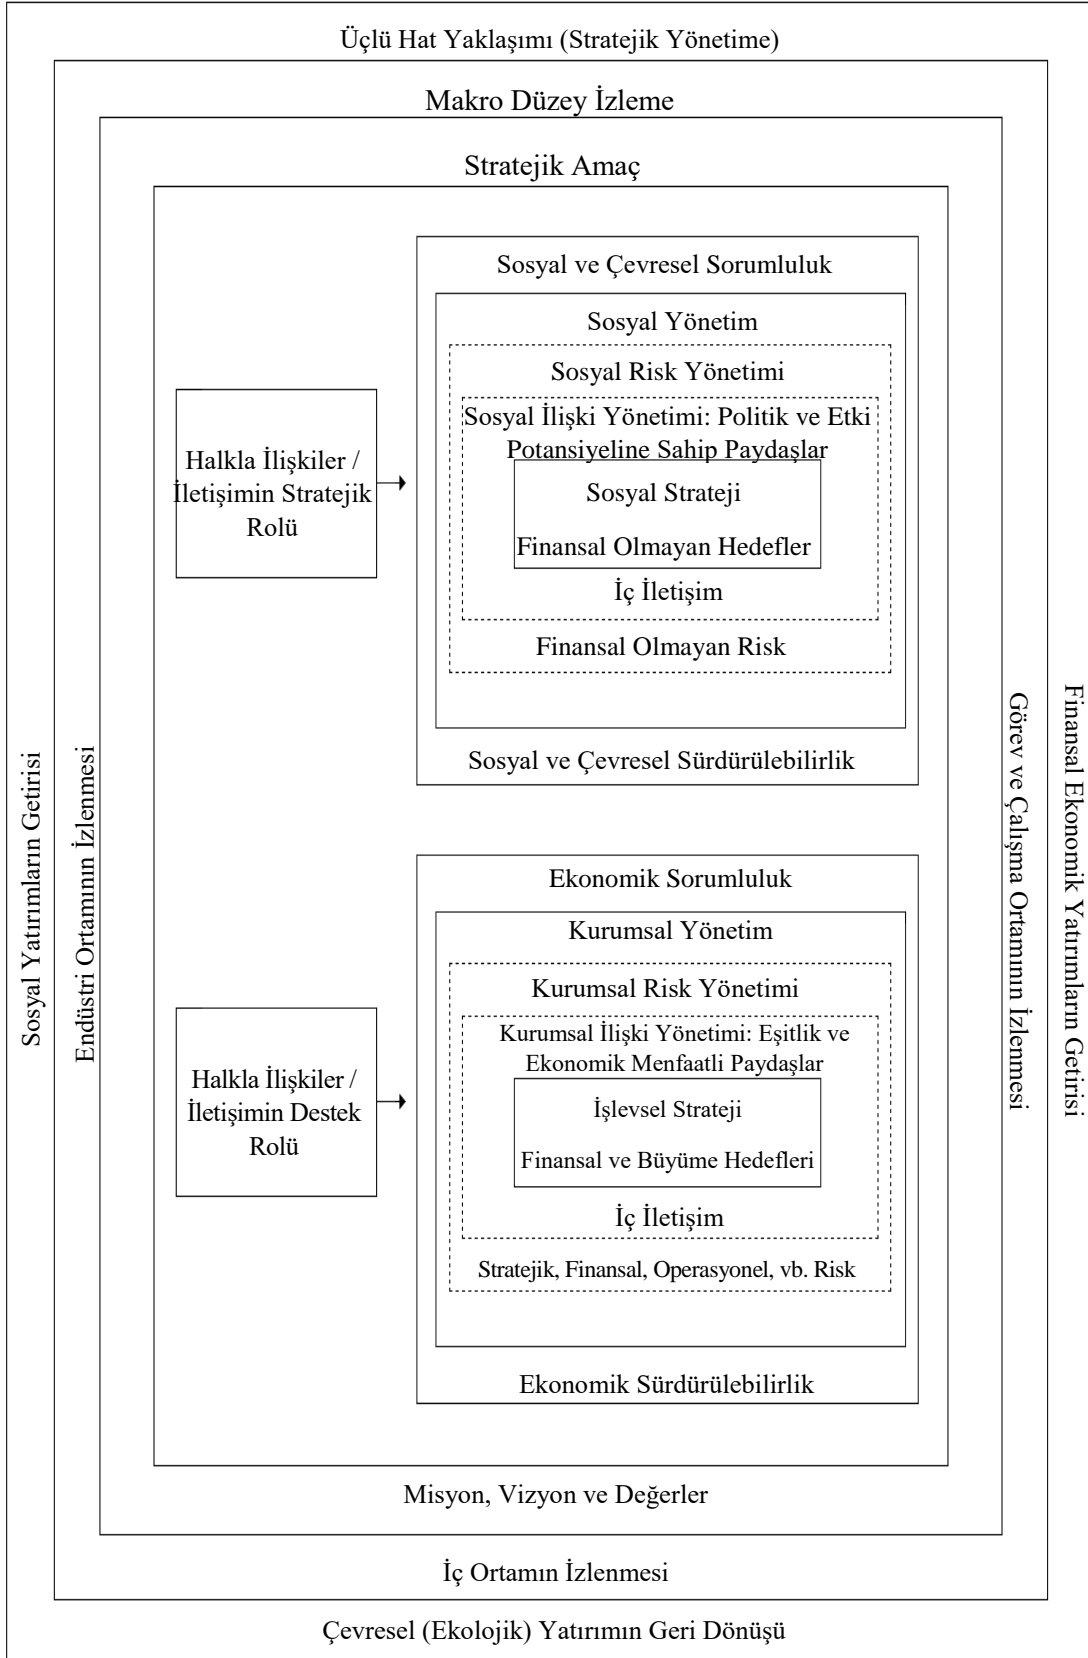 Üçlü Hat Yaklaşımı (Stratejik Yönetime)
Makro Düzey İzleme
Stratejik Amaç
Sosyal ve Çevresel Sorumluluk
Sosyal Yönetim
Sosyal Risk Yönetimi
Sosyal İlişki Yönetimi: Politik ve Etki
Potansiyeline Sahip Paydaşlar
Sosyal Strateji
Finansal Olmayan Hedefler
İç İletişim
Finansal Olmayan Risk
Sosyal ve Çevresel Sürdürülebilirlik
Halkla İlişkiler /
İletişimin Stratejik
Rolü
Ekonomik Sorumluluk
Kurumsal Yönetim
Kurumsal Risk Yönetimi
Kurumsal İlişki Yönetimi: Eşitlik ve
Ekonomik Menfaatli Paydaşlar
İşlevsel Strateji
Finansal ve Büyüme Hedefleri
İç İletişim
Stratejik, Finansal, Operasyonel, vb. Risk
Ekonomik Sürdürülebilirlik
Halkla İlişkiler /
İletişimin Destek
Rolü
Sosyal Yatırımların Getirisi
Endüstri Ortamının İzlenmesi
Görev ve Çalışma Ortamının İzlenmesi
Finansal Ekonomik Yatırımların Getirisi
Misyon, Vizyon ve Değerler
İç Ortamın İzlenmesi
Çevresel (Ekolojik) Yatırımın Geri Dönüşü